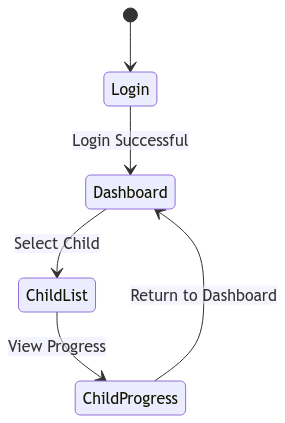 Login
Login Successful
Dashboard
Select Child
ChildList
Return to Dashboard
View Progress
ChildProgress